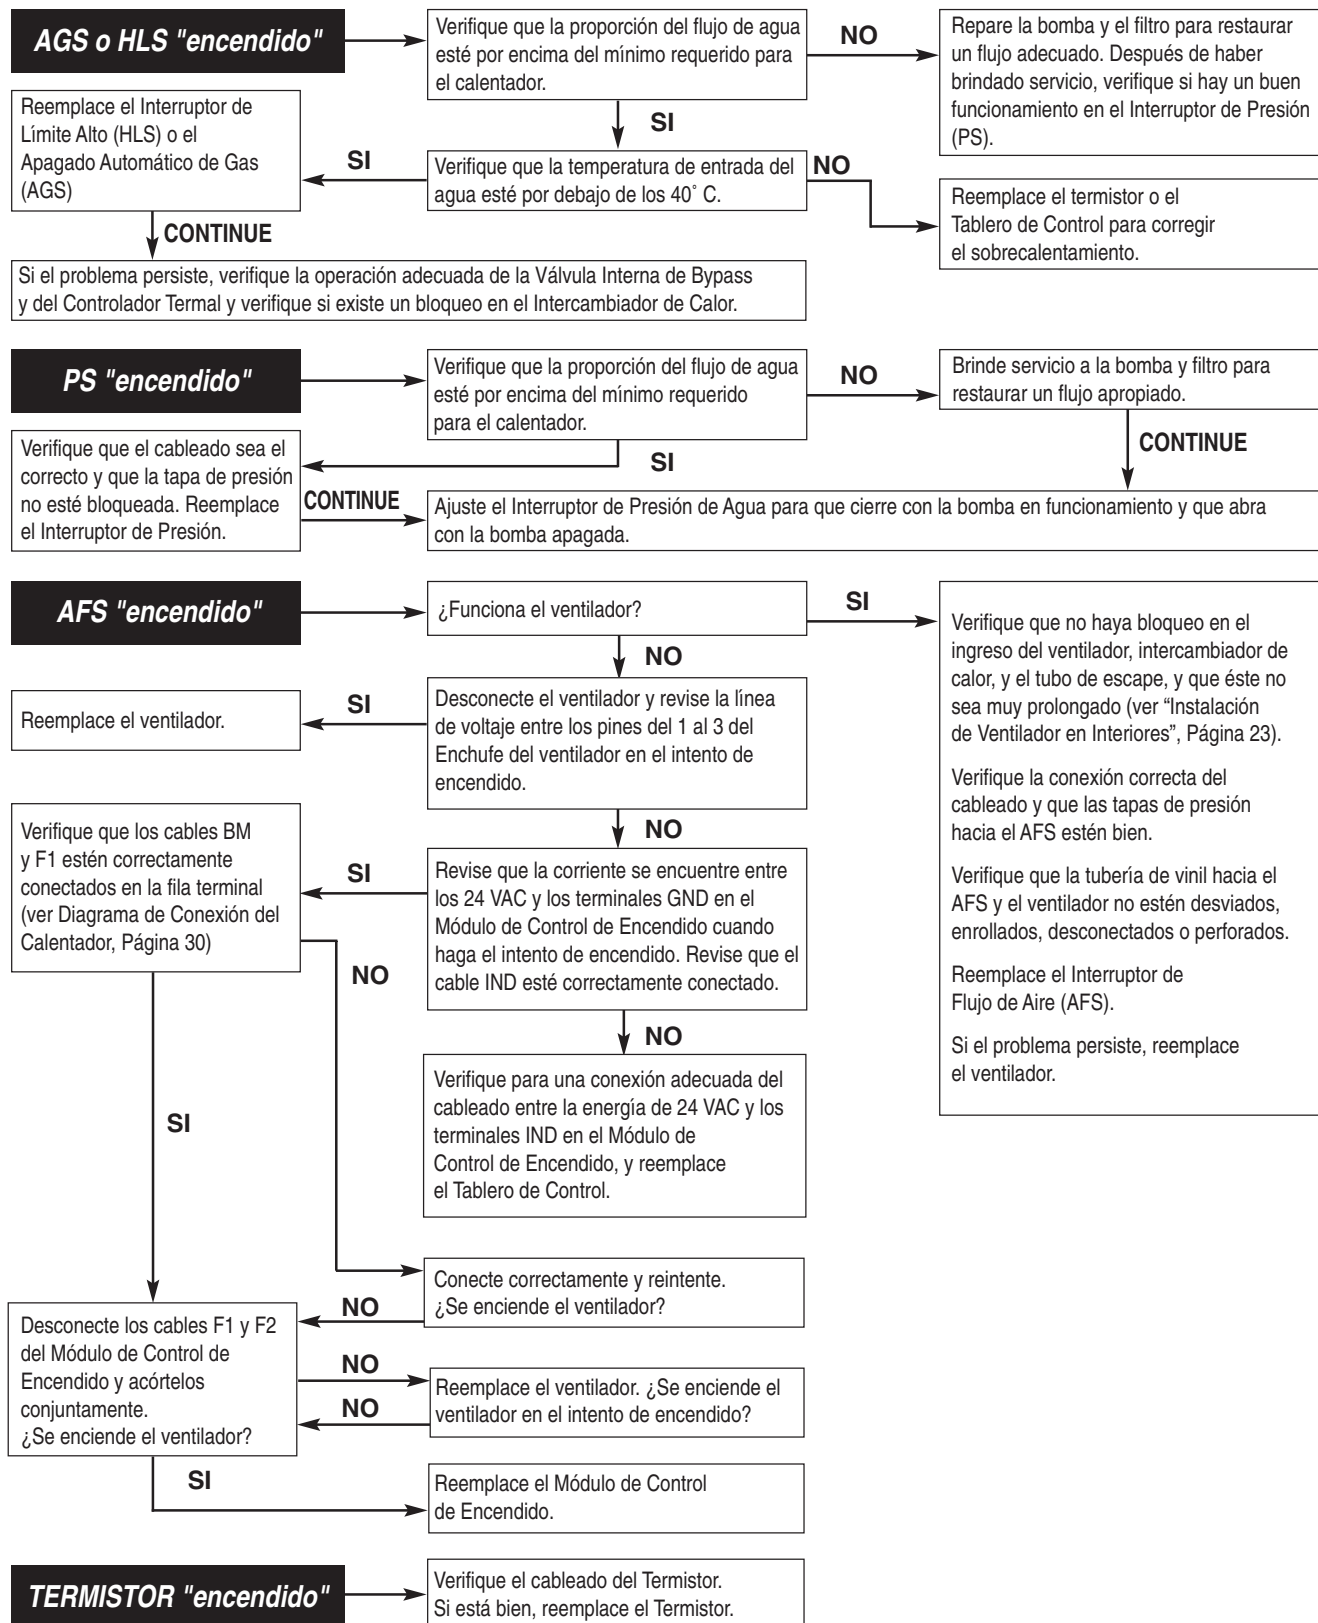 AGS o HLS "encendido"
Verifique que la proporción del flujo de agua
esté por encima del mínimo requerido para
el calentador.
NO
Repare la bomba y el filtro para restaurar
un flujo adecuado. Después de haber
brindado servicio, verifique si hay un buen
funcionamiento en el Interruptor de Presión
(PS).
SI
Verifique que la temperatura de entrada del
agua esté por debajo de los 40˚ C.
NO
Reemplace el termistor o el
Tablero de Control para corregir
el sobrecalentamiento.
SI
Reemplace el Interruptor de
Límite Alto (HLS) o el
Apagado Automático de Gas
(AGS)
CONTINUE
Si el problema persiste, verifique la operación adecuada de la Válvula Interna de Bypass
y del Controlador Termal y verifique si existe un bloqueo en el Intercambiador de Calor.
PS "encendido"
Verifique que la proporción del flujo de agua
esté por encima del mínimo requerido
para el calentador.
NO
Brinde servicio a la bomba y filtro para
restaurar un flujo apropiado.
CONTINUE
SI
Verifique que el cableado sea el
correcto y que la tapa de presión
no esté bloqueada. Reemplace
el Interruptor de Presión.
CONTINUE
Ajuste el Interruptor de Presión de Agua para que cierre con la bomba en funcionamiento y que abra
con la bomba apagada.
AFS "encendido"
¿Funciona el ventilador?
SI
Verifique que no haya bloqueo en el
ingreso del ventilador, intercambiador de
calor, y el tubo de escape, y que éste no
sea muy prolongado (ver “Instalación
de Ventilador en Interiores”, Página 23).
Verifique la conexión correcta del
cableado y que las tapas de presión
hacia el AFS estén bien.
Verifique que la tubería de vinil hacia el
AFS y el ventilador no estén desviados,
enrollados, desconectados o perforados.
Reemplace el Interruptor de
Flujo de Aire (AFS).
Si el problema persiste, reemplace
el ventilador.
NO
Desconecte el ventilador y revise la línea
de voltaje entre los pines del 1 al 3 del
Enchufe del ventilador en el intento de
encendido.
SI
Reemplace el ventilador.
NO
Revise que la corriente se encuentre entre
los 24 VAC y los terminales GND en el
Módulo de Control de Encendido cuando
haga el intento de encendido. Revise que el
cable IND esté correctamente conectado.
SI
Verifique que los cables BM
y F1 estén correctamente
conectados en la fila terminal
(ver Diagrama de Conexión del
Calentador, Página 30)
NO
NO
Verifique para una conexión adecuada del
cableado entre la energía de 24 VAC y los
terminales IND en el Módulo de
Control de Encendido, y reemplace
el Tablero de Control.
SI
Conecte correctamente y reintente.
¿Se enciende el ventilador?
NO
Desconecte los cables F1 y F2
del Módulo de Control de
Encendido y acórtelos
conjuntamente.
¿Se enciende el ventilador?
NO
Reemplace el ventilador. ¿Se enciende el
ventilador en el intento de encendido?
NO
SI
Reemplace el Módulo de Control
de Encendido.
TERMISTOR "encendido"
Verifique el cableado del Termistor.
Si está bien, reemplace el Termistor.